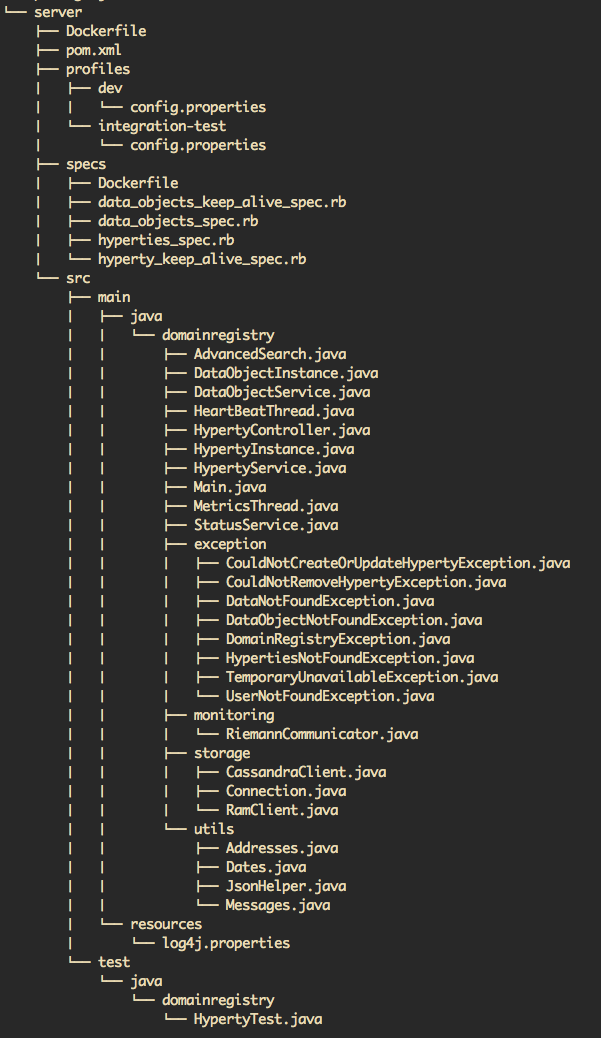 └── server
    ├── Dockerfile
    ├── pom.xml
    ├── profiles
    │   ├── dev
    │   │   └── config.properties
    │   └── integration-test
    │       └── config.properties
    ├── specs
    │   ├── Dockerfile
    │   ├── data_objects_keep_alive_spec.rb
    │   ├── data_objects_spec.rb
    │   ├── hyperties_spec.rb
    │   └── hyperty_keep_alive_spec.rb
    └── src
        ├── main
        │   ├── java
        │   │   └── domainregistry
        │   │       ├── AdvancedSearch.java
        │   │       ├── DataObjectInstance.java
        │   │       ├── DataObjectService.java
        │   │       ├── HeartBeatThread.java
        │   │       ├── HypertyController.java
        │   │       ├── HypertyInstance.java
        │   │       ├── HypertyService.java
        │   │       ├── Main.java
        │   │       ├── MetricsThread.java
        │   │       ├── StatusService.java
        │   │       ├── exception
        │   │       │   ├── CouldNotCreateOrUpdateHypertyException.java
        │   │       │   ├── CouldNotRemoveHypertyException.java
        │   │       │   ├── DataNotFoundException.java
        │   │       │   ├── DataObjectNotFoundException.java
        │   │       │   ├── DomainRegistryException.java
        │   │       │   ├── HypertiesNotFoundException.java
        │   │       │   ├── TemporaryUnavailableException.java
        │   │       │   └── UserNotFoundException.java
        │   │       ├── monitoring
        │   │       │   └── RiemannCommunicator.java
        │   │       ├── storage
        │   │       │   ├── CassandraClient.java
        │   │       │   ├── Connection.java
        │   │       │   └── RamClient.java
        │   │       └── utils
        │   │           ├── Addresses.java
        │   │           ├── Dates.java
        │   │           ├── JsonHelper.java
        │   │           └── Messages.java
        │   └── resources
        │       └── log4j.properties
        └── test
            └── java
                └── domainregistry
                    └── HypertyTest.java